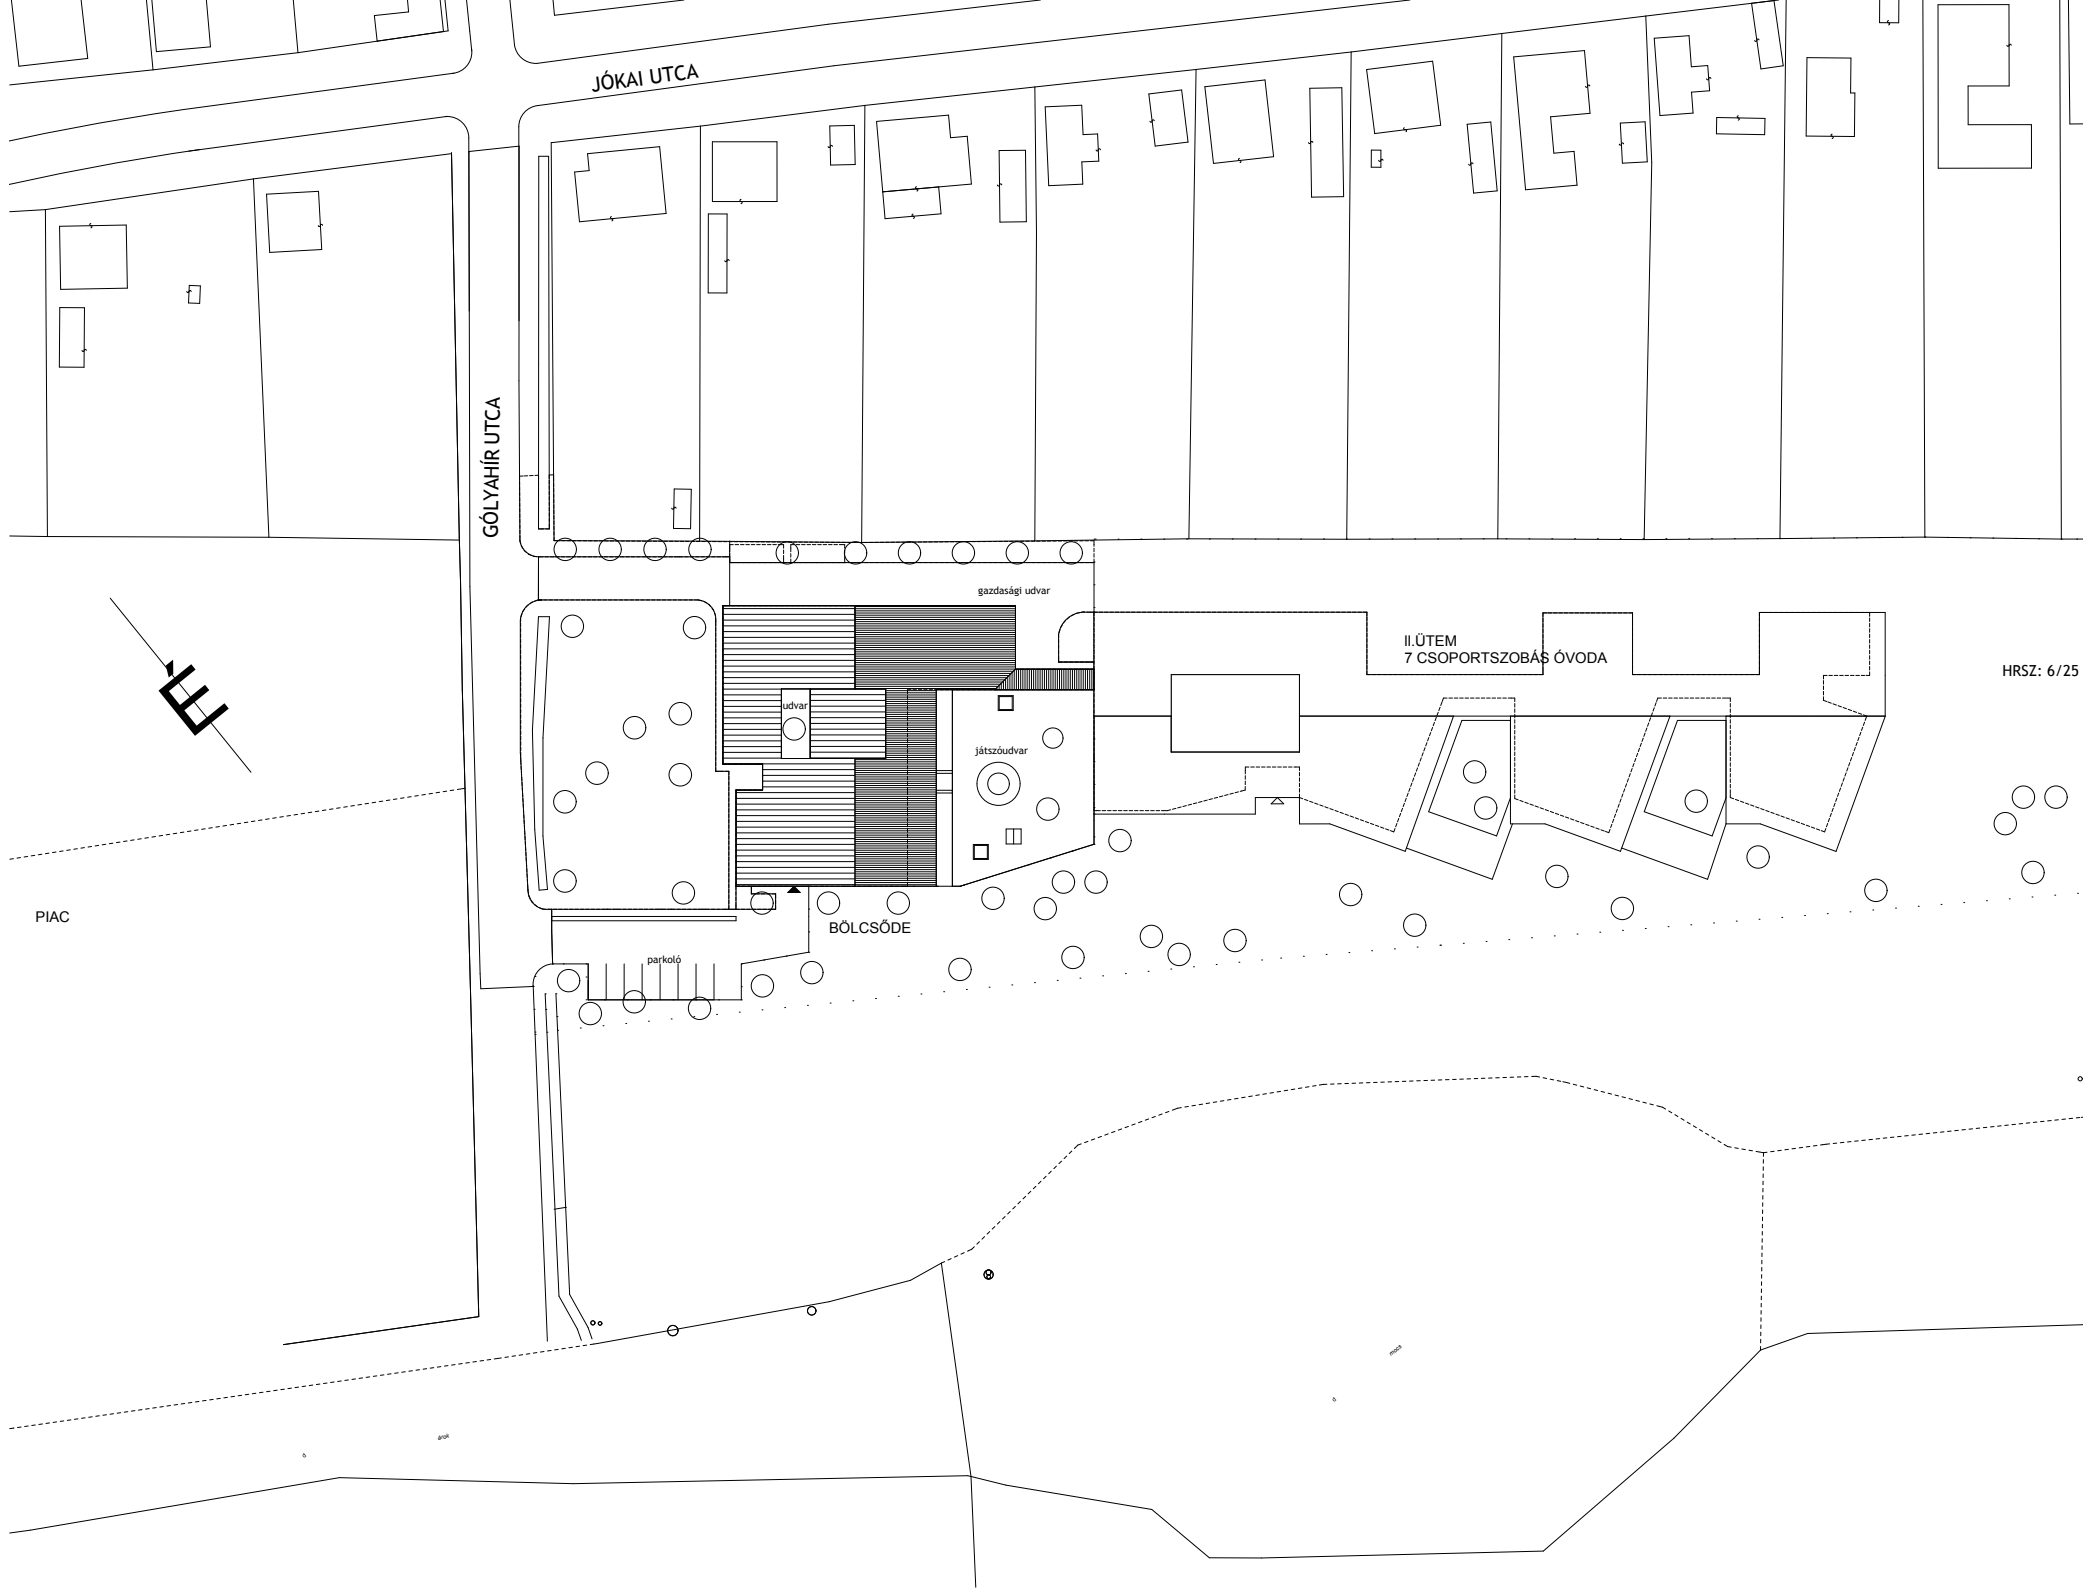 JÓKAI UTCA
GÓLYAHÍR UTCA
gazdasági udvar
II.ÜTEM
7 CSOPORTSZOBÁS ÓVODA
HRSZ: 6/25
É
udvar
játszóudvar
PIAC
BÖLCSŐDE
parkoló
árok